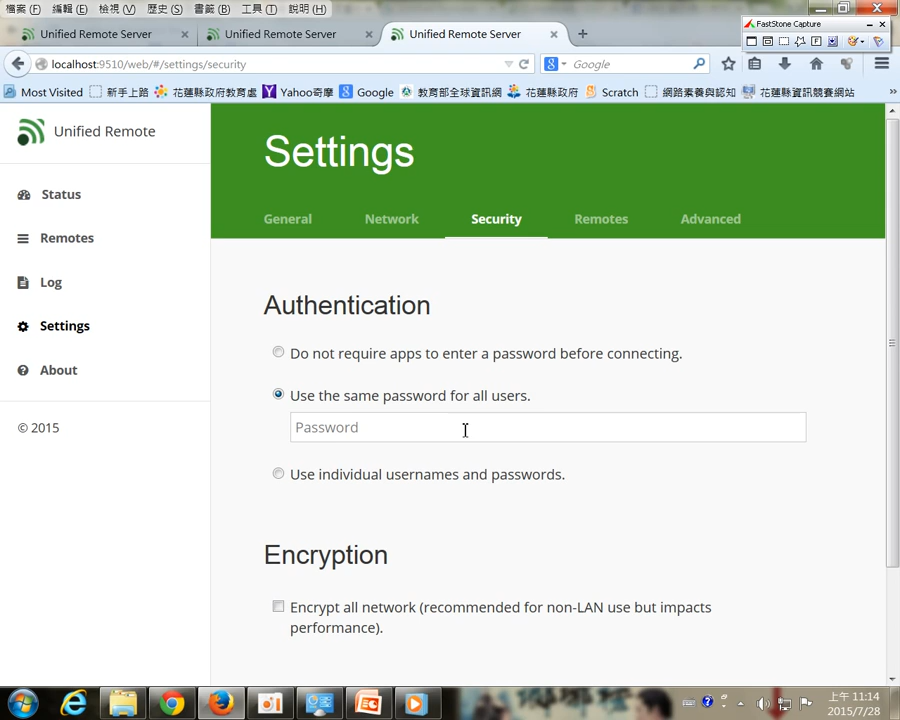 檔案(F) 編輯(E) 檢視(V) 歷史(S) 書籤(B) 工具(T) 說明(H)
FastStone Capture
Unified Remote Server Unified Remote Server Unified Remote Server
localhost:9510/web/#/settings/security
Google
Most Visited 新手上路 花蓮縣政府教育處 Yahoo奇摩 Google 教育部全球資訊網 花蓮縣政府 Scratch 網路素養與認知 花蓮縣資訊競賽網站
Unified Remote
Status
Remotes
Log
Settings
About
© 2015
Settings
General Network Security Remotes Advanced
Authentication
Do not require apps to enter a password before connecting.
Use the same password for all users.
Password
Use individual usernames and passwords.
Encryption
Encrypt all network (recommended for non-LAN use but impacts
performance).
上午 11:14
2015/7/28